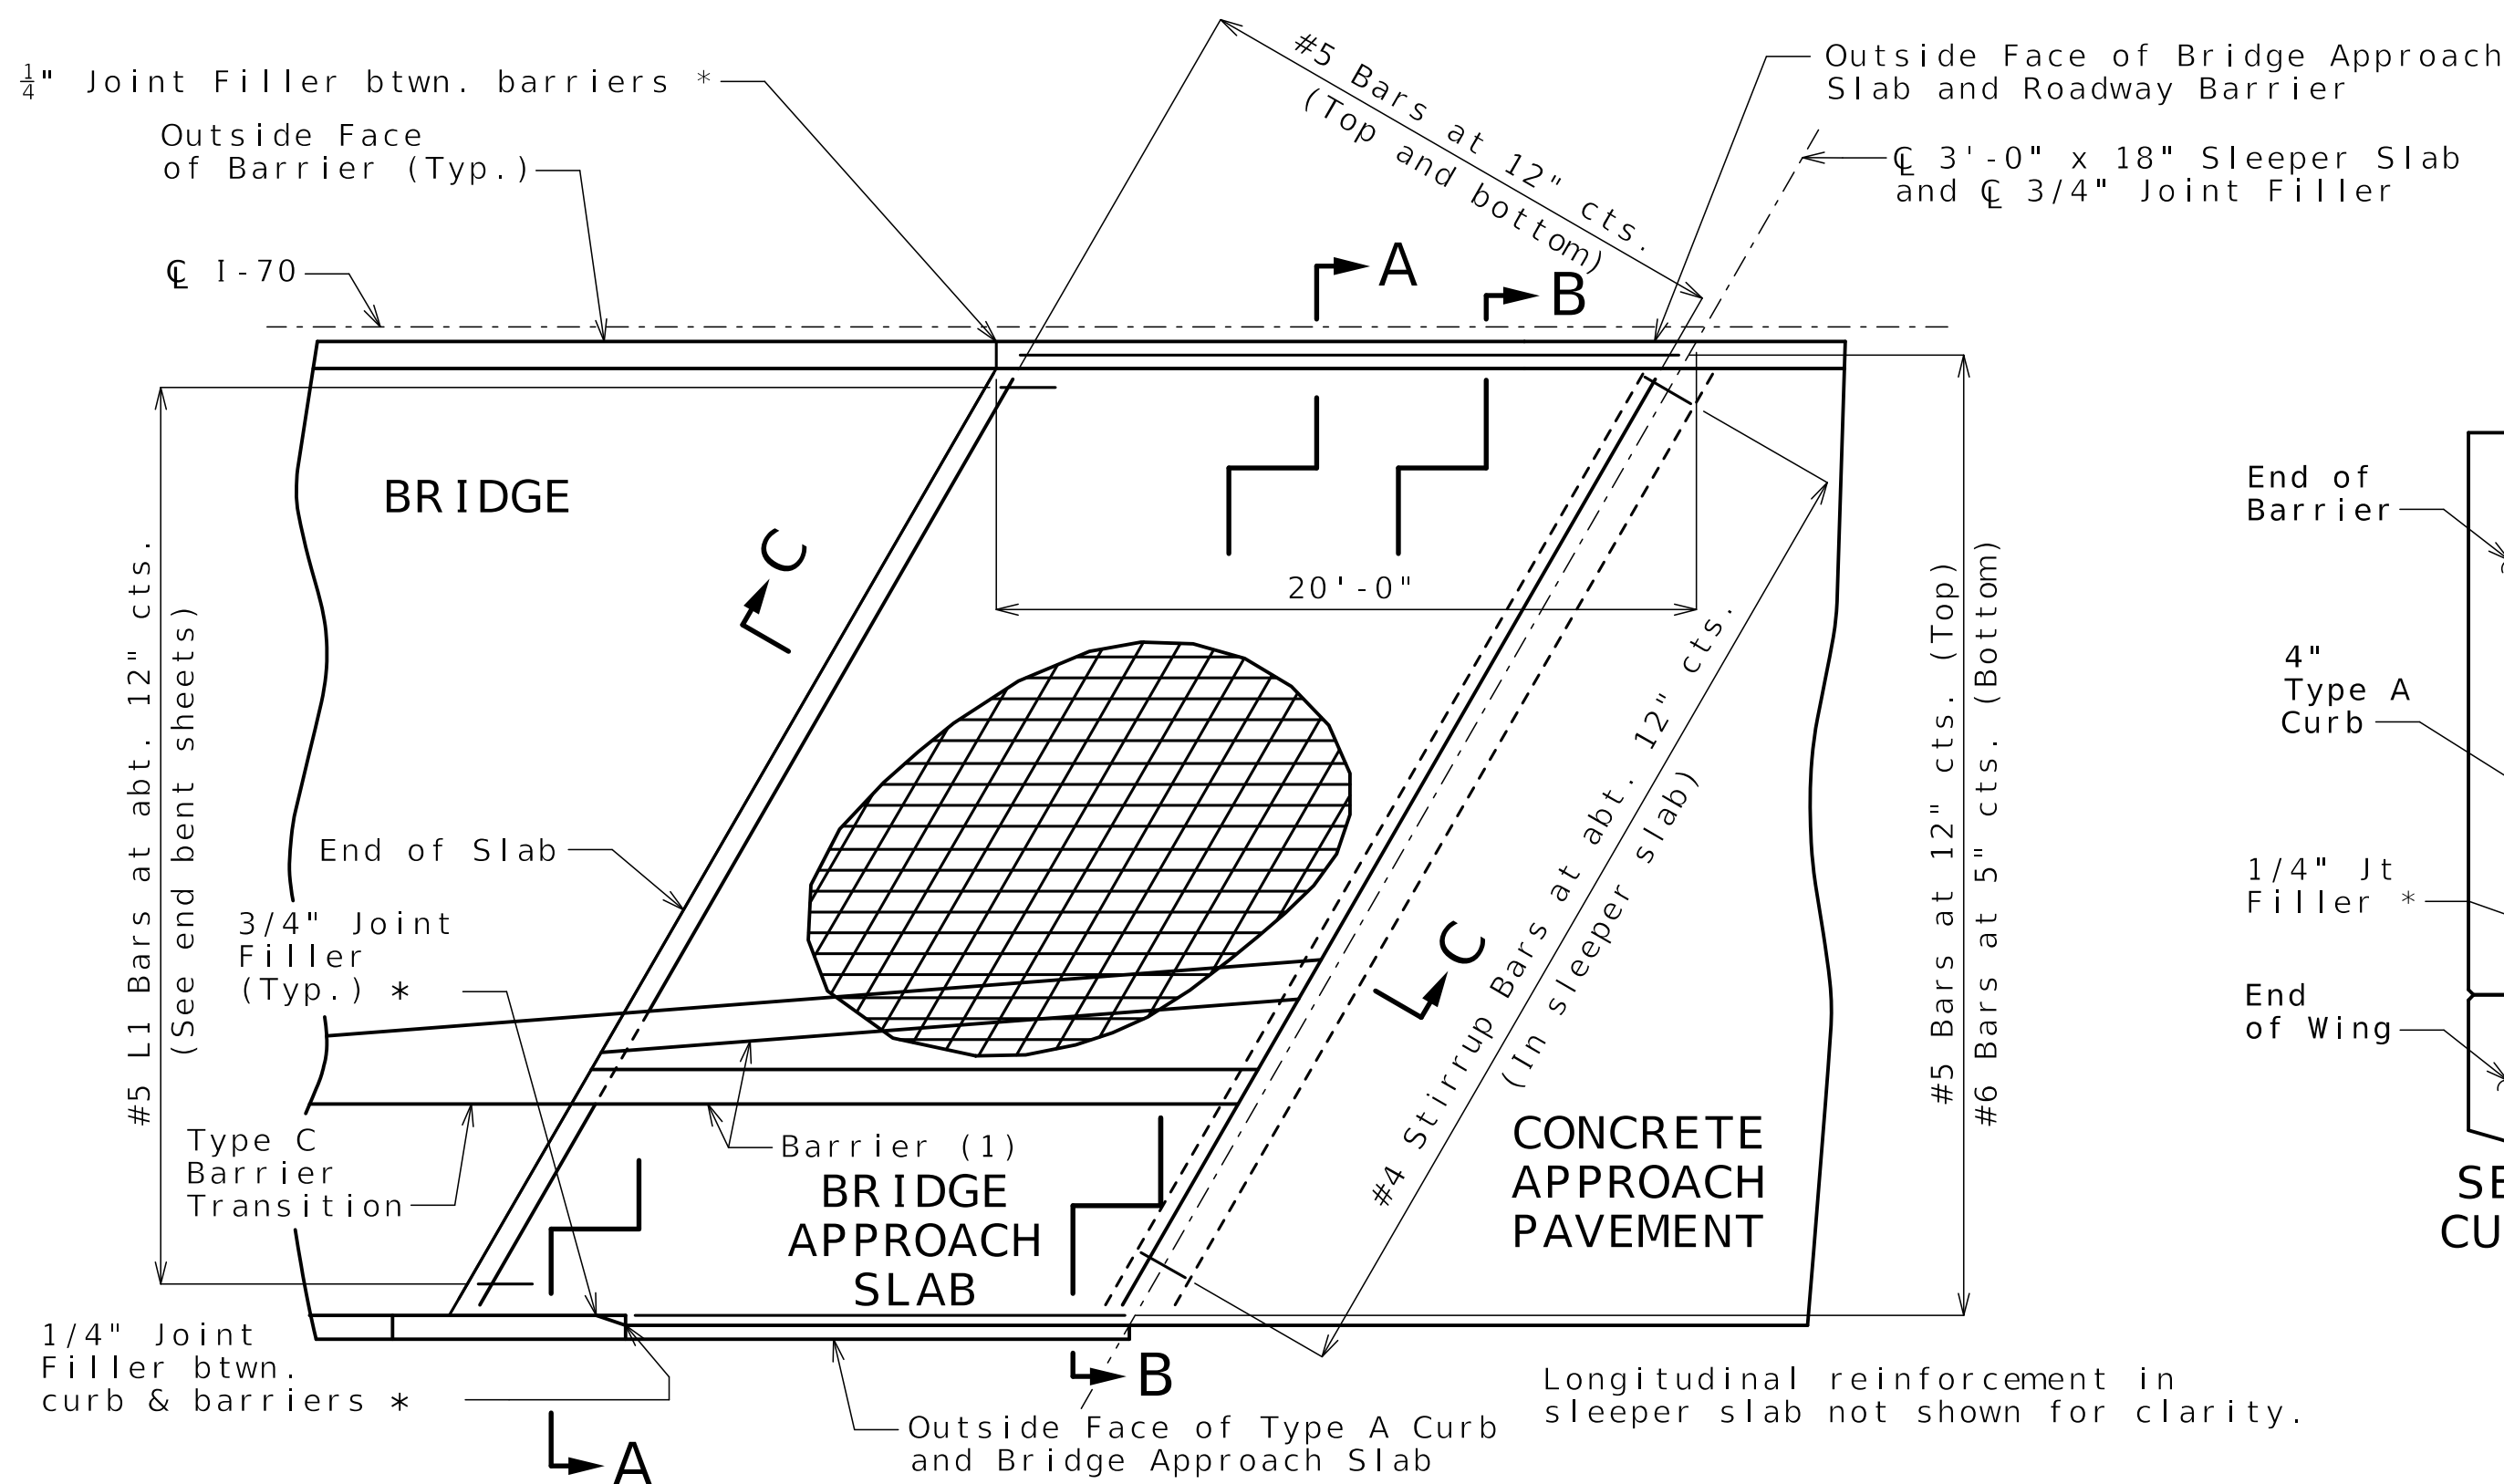 1/4" Joint Filler btwn. barriers *
Outside Face
of Barrier (Typ.)
℄ I-70
#5 Bars at 12" cts.
(Top and bottom)
Outside Face of Bridge Approach
Slab and Roadway Barrier
℄ 3'-0" x 18" Sleeper Slab
and ℄ 3/4" Joint Filler
A
B
BRIDGE
C
20'-0"
#5 L1 Bars at abt. 12" cts.
(See end bent sheets)
End of Slab
3/4" Joint
Filler
(Typ.) *
Type C
Barrier
Transition
Barrier (1)
BRIDGE
APPROACH
SLAB
C
#4 Stirrup Bars at abt. 12" cts.
(In sleeper slab)
CONCRETE
APPROACH
PAVEMENT
#5 Bars at 12" cts. (Top)
#6 Bars at 5" cts. (Bottom)
1/4" Joint
Filler btwn.
curb & barriers *
A
B
Outside Face of Type A Curb
and Bridge Approach Slab
Longitudinal reinforcement in
sleeper slab not shown for clarity.
End of
Barrier
4"
Type A
Curb
1/4" Jt
Filler *
End
of Wing
SE
CU